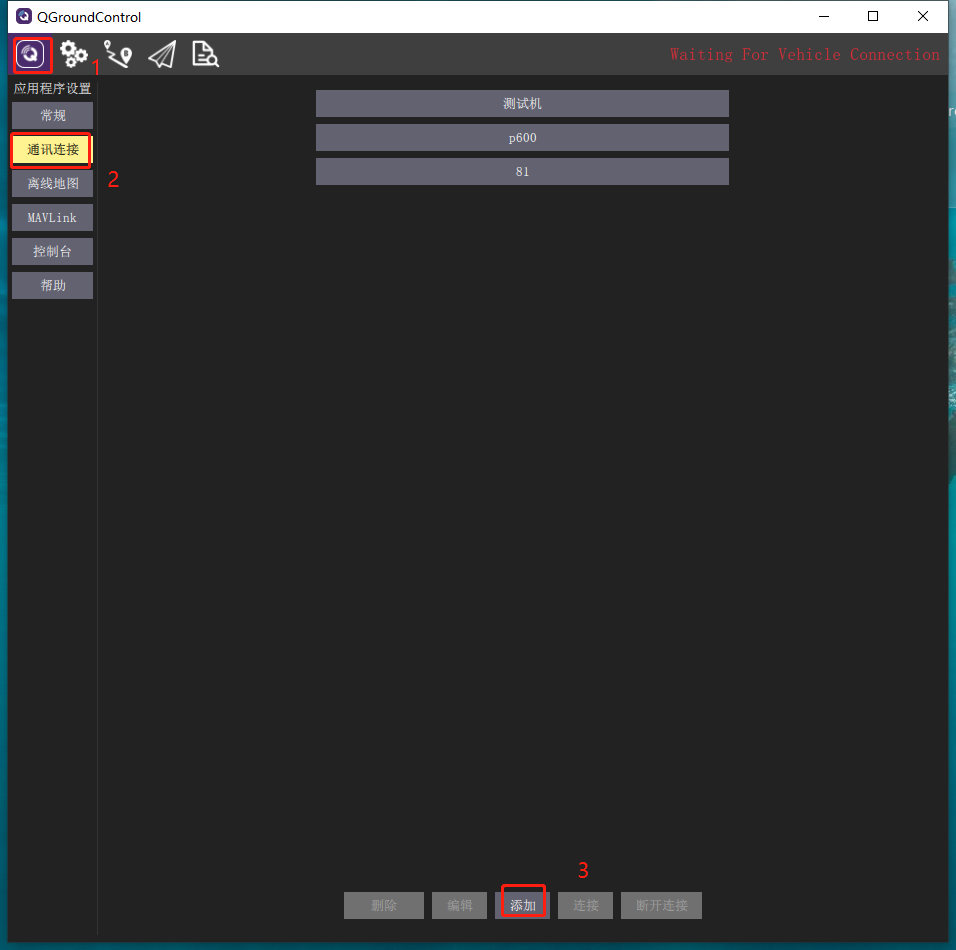 QGroundControl
Waiting For Vehicle Connection
1
应用程序设置
常规
通讯连接
2
离线地图
MAVLink
控制台
帮助
测试机
p600
81
3
删除
编辑
添加
连接
断开连接